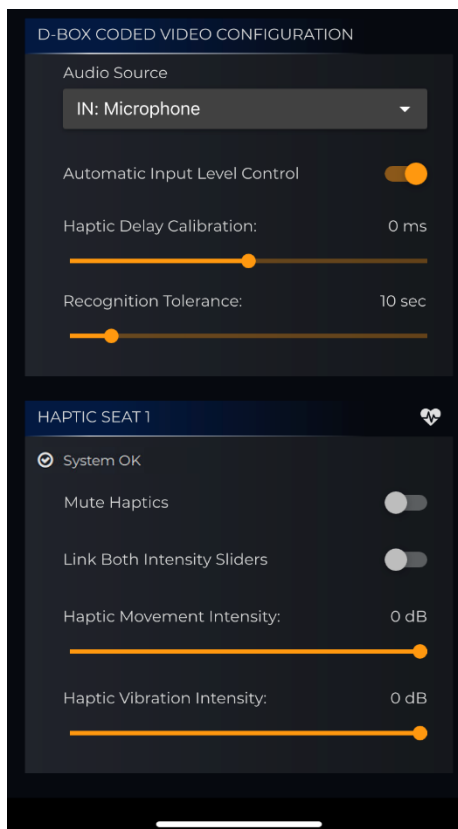 D-BOX CODED VIDEO CONFIGURATION
Audio Source
IN: Microphone
Automatic Input Level Control
Haptic Delay Calibration: 0 ms
Recognition Tolerance: 10 sec
HAPTIC SEAT 1
System OK
Mute Haptics
Link Both Intensity Sliders
Haptic Movement Intensity: 0 dB
Haptic Vibration Intensity: 0 dB